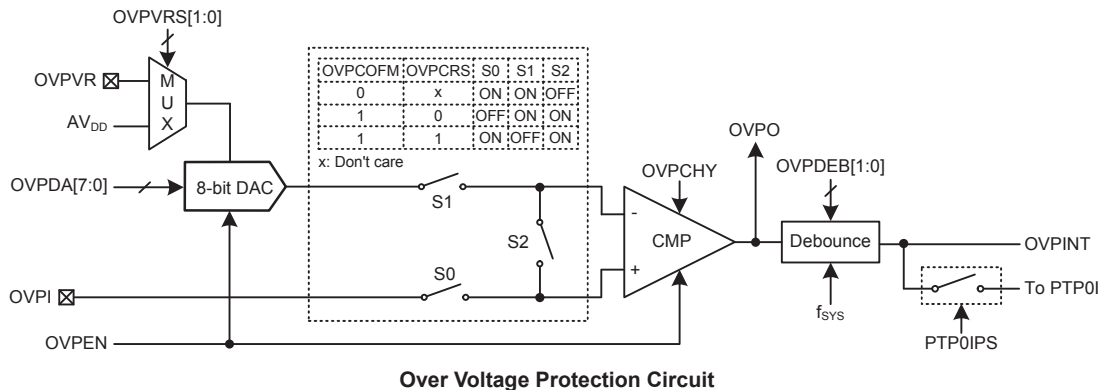 OVPVRS[1:0]
OVPVR
M
U
X
AVDD
OVPDA[7:0]
8-bit DAC
OVPCOFM OVPCRS S0 S1 S2
0 x ON ON OFF
1 0 OFF ON ON
1 1 ON OFF ON
x: Don't care
S1
S2
S0
OVPI
OVPEN
OVPCHY
-
CMP
+
OVPO
OVPDEB[1:0]
Debounce
fSYS
OVPINT
To PTP0I
PTP0IPS
Over Voltage Protection Circuit